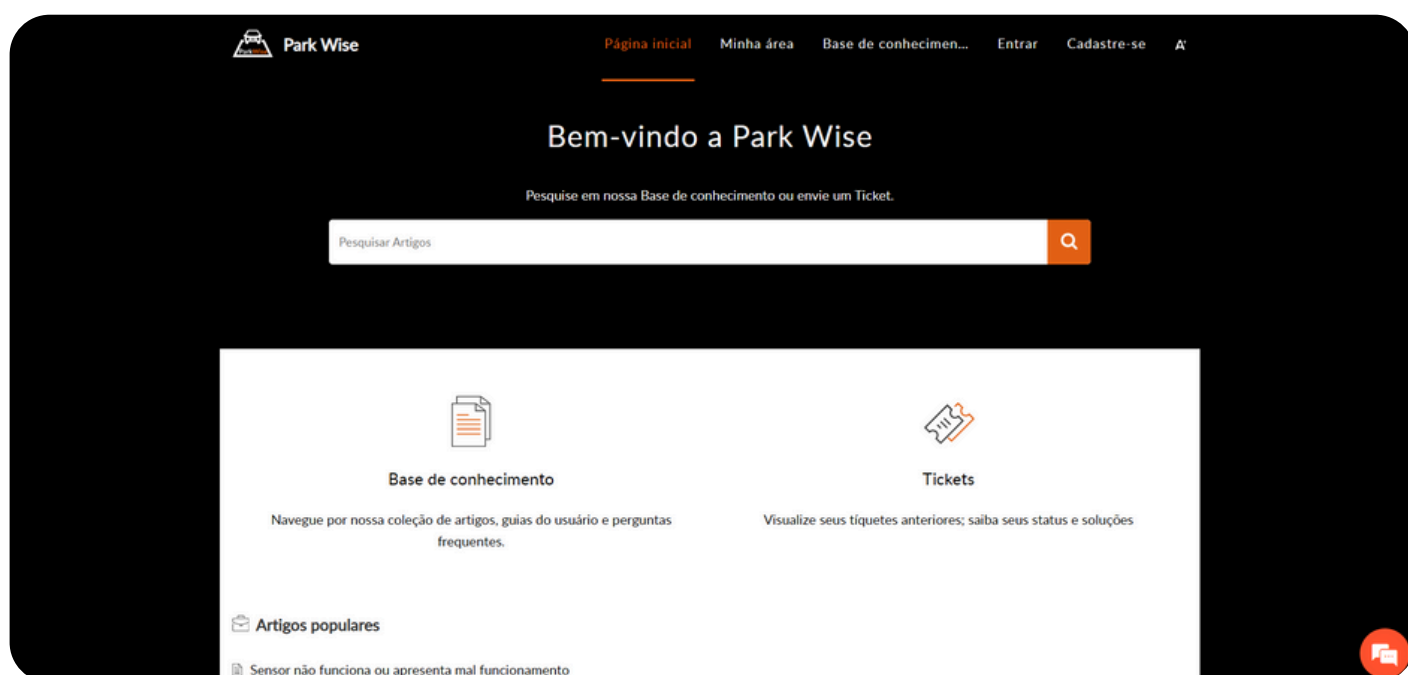 Park Wise
Página inicial
Minha área
Base de conhecimen...
Entrar
Cadastre-se
A+
Bem-vindo a Park Wise
Pesquise em nossa Base de conhecimento ou envie um Ticket.
Pesquisar Artigos
Base de conhecimento
Navegue por nossa coleção de artigos, guias do usuário e perguntas
frequentes.
Tickets
Visualize seus tíquetes anteriores; saiba seus status e soluções
Artigos populares
Sensor não funciona ou apresenta mal funcionamento